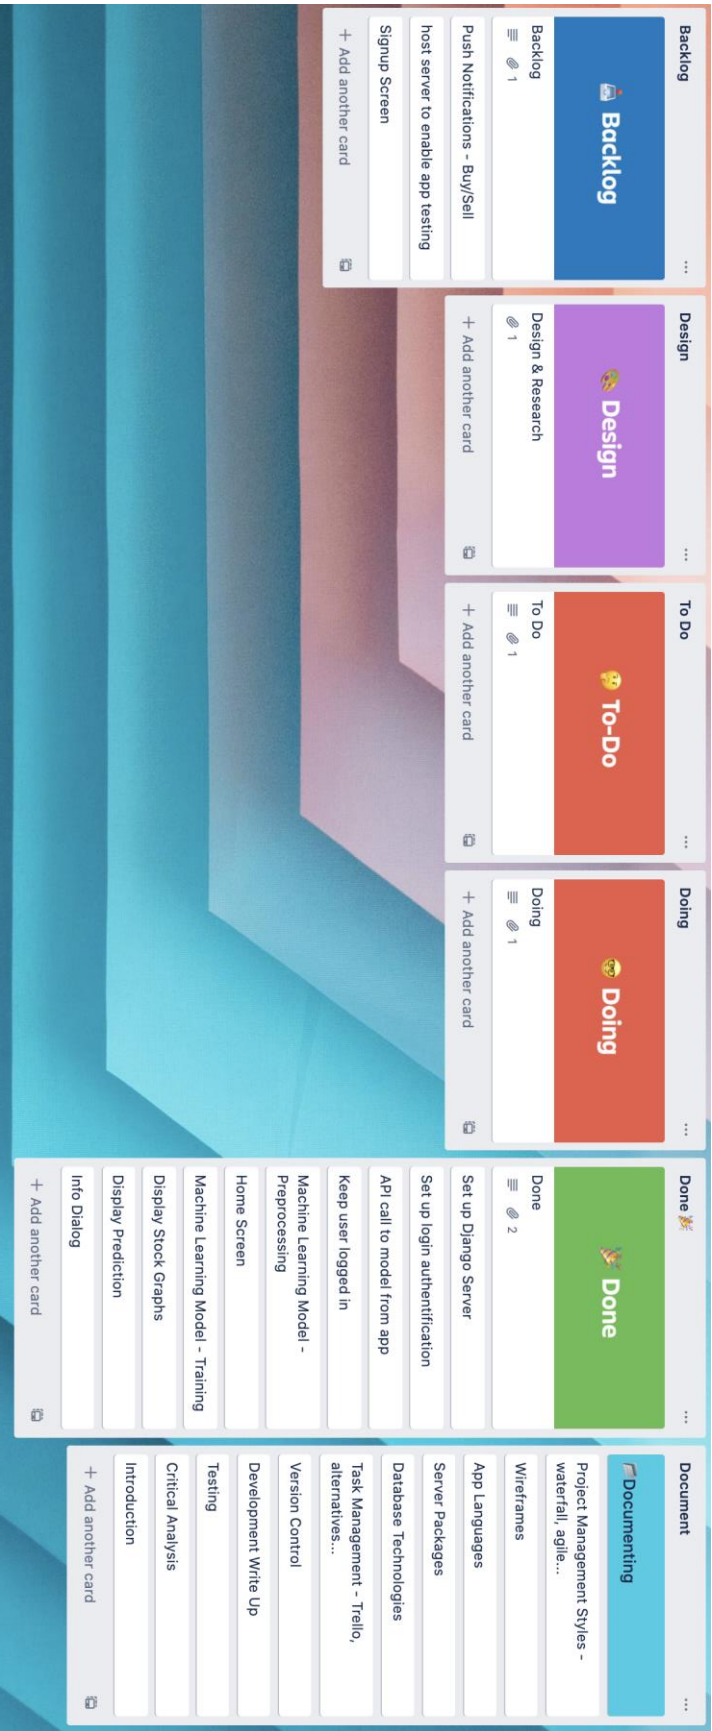 Backlog
Backlog
Backlog
1
Push Notifications - Buy/Sell
host server to enable app testing
Signup Screen
+ Add another card
Design
Design
Design & Research
1
+ Add another card
To Do
To-Do
To Do
1
+ Add another card
Doing
Doing
Doing
1
+ Add another card
Done
Done
Done
2
Set up Django Server
Set up login authentification
API call to model from app
Keep user logged in
Machine Learning Model -
Preprocessing
Home Screen
Machine Learning Model - Training
Display Stock Graphs
Display Prediction
Info Dialog
+ Add another card
Document
Documenting
Project Management Styles -
waterfall, agile...
Wireframes
App Languages
Server Packages
Database Technologies
Task Management - Trello,
alternatives...
Version Control
Development Write Up
Testing
Critical Analysis
Introduction
+ Add another card